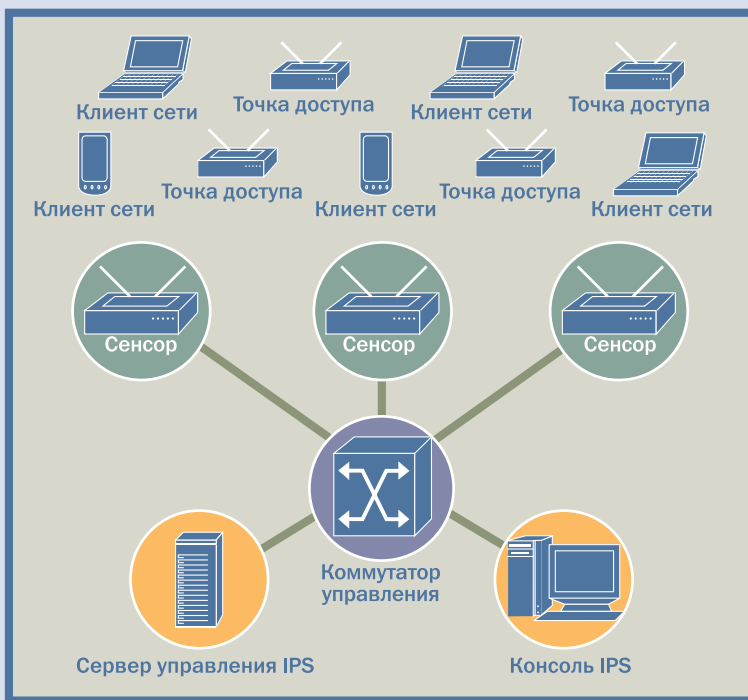 Клиент сети
Точка доступа
Клиент сети
Точка доступа
Клиент сети
Точка доступа
Клиент сети
Точка доступа
Клиент сети
Сенсор
Сенсор
Сенсор
Коммутатор
управления
Сервер управления IPS
Консоль IPS